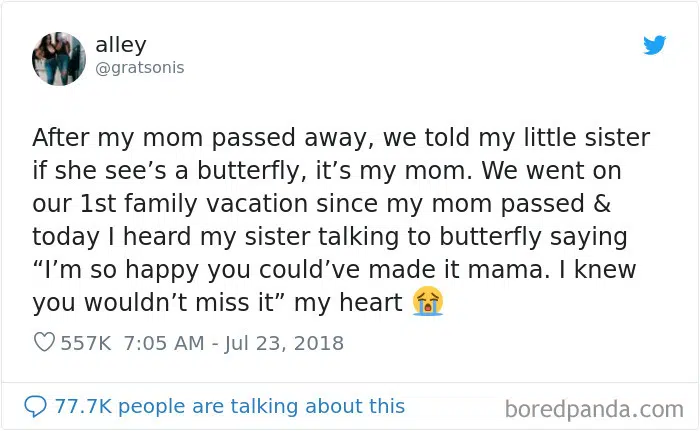 alley
@gratsonis
After my mom passed away, we told my little sister
if she see’s a butterfly, it’s my mom. We went on
our 1st family vacation since my mom passed &
today I heard my sister talking to butterfly saying
“I’m so happy you could’ve made it mama. I knew
you wouldn’t miss it” my heart 😭
557K 7:05 AM - Jul 23, 2018
77.7K people are talking about this
boredpanda.com